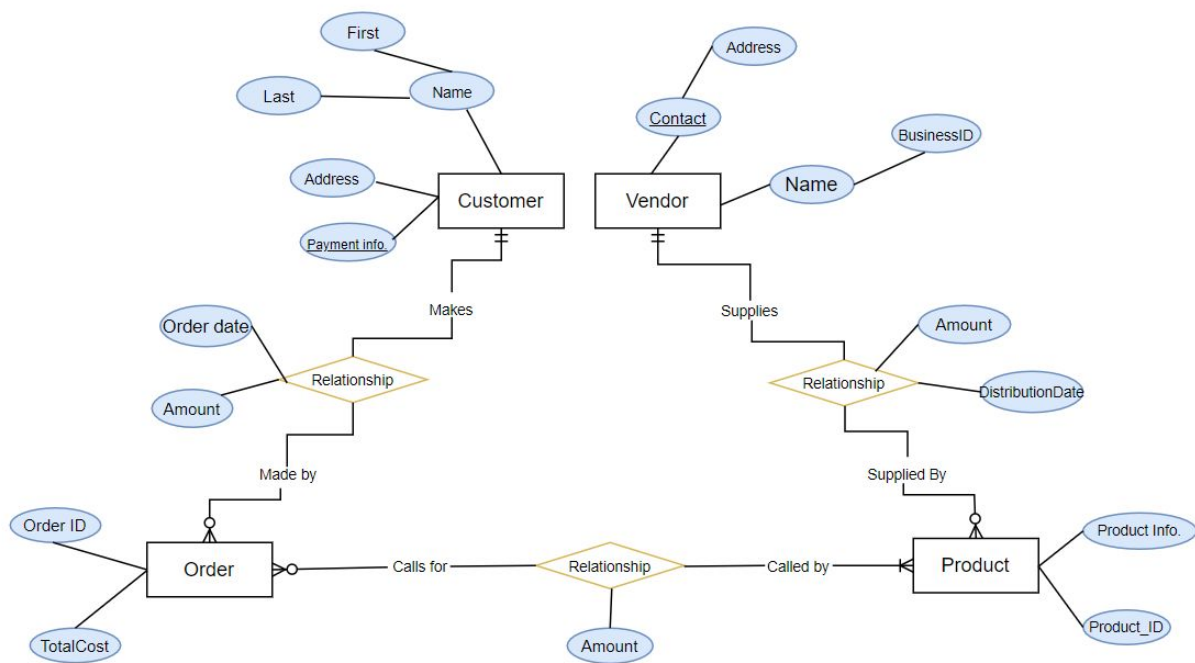 First
Last
Name
Address
Contact
BusinessID
Name
Address
Payment info.
Customer
Vendor
Makes
Supplies
Order date
Amount
Relationship
Amount
Relationship
DistributionDate
Made by
Supplied By
Order ID
Order
TotalCost
Calls for
Relationship
Called by
Amount
Product
Product Info.
Product_ID